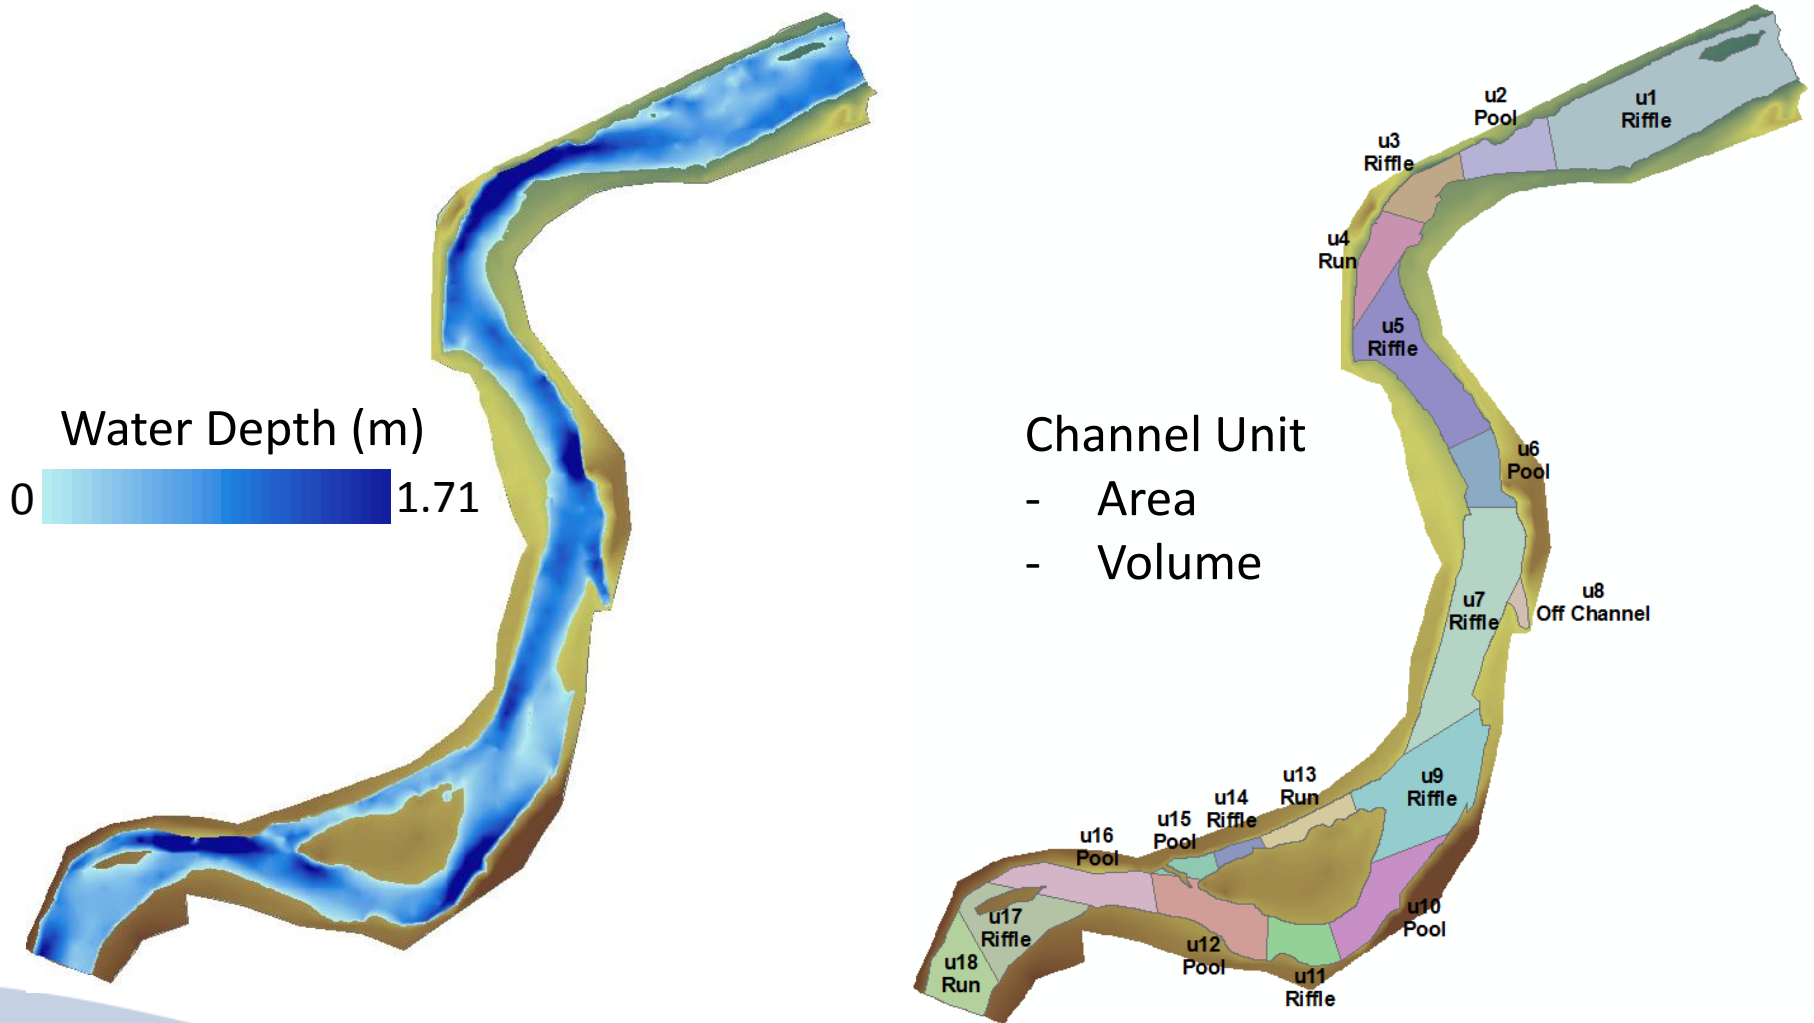 Water Depth (m)
0
1.71
Channel Unit
- Area
- Volume
u1
Riffle
u2
Pool
u3
Riffle
u4
Run
u5
Riffle
u6
Pool
u7
Riffle
u8
Off Channel
u9
Riffle
u10
Pool
u11
Riffle
u12
Pool
u13
Run
u14
Riffle
u15
Pool
u16
Pool
u17
Riffle
u18
Run